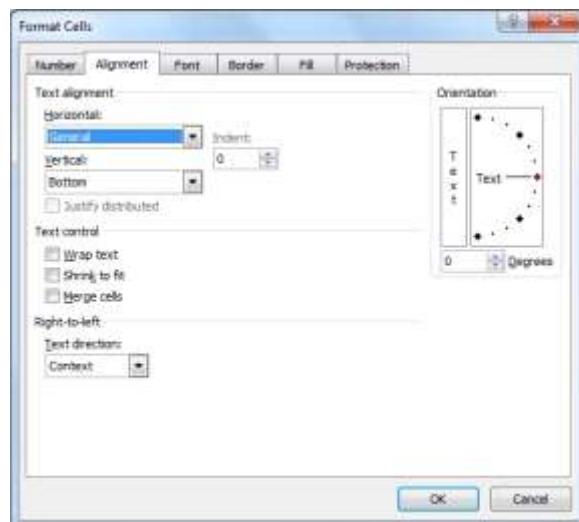 Format Cells
Number Alignment Font Border Fill Protection
Text alignment
Horizontal:
General
Indent:
Vertical:
0
Bottom
Justify distributed
Text control
Wrap text
Shrink to fit
Merge cells
Right-to-left
Text direction:
Context
Orientation
Text
Text
0 Degrees
OK Cancel